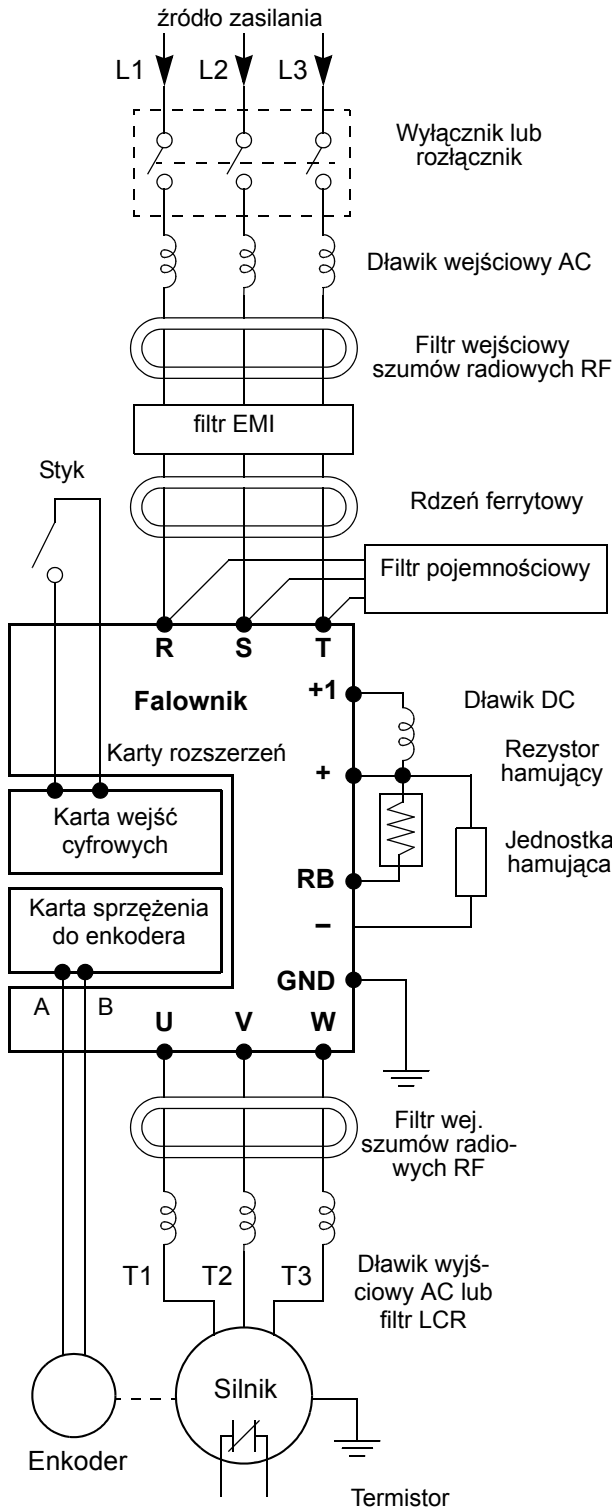 źródło zasilania
L1 L2 L3
Wyłącznik lub
rozłącznik
Dławik wejściowy AC
Filtr wejściowy
szumów radiowych RF
filtr EMI
Styk
Rdzeń ferrytowy
Filtr pojemnościowy
R S T
+1
Falownik
Dławik DC
Karty rozszerzeń
+
Rezystor
hamujący
Karta wejść
cyfrowych
Jednostka
hamująca
RB
Karta sprzężenia
do enkodera
–
GND
A B
U V W
Filtr wej.
szumów radio-
wych RF
T1 T2 T3
Dławik wyjś-
ciowy AC lub
filtr LCR
Silnik
Enkoder
Termistor